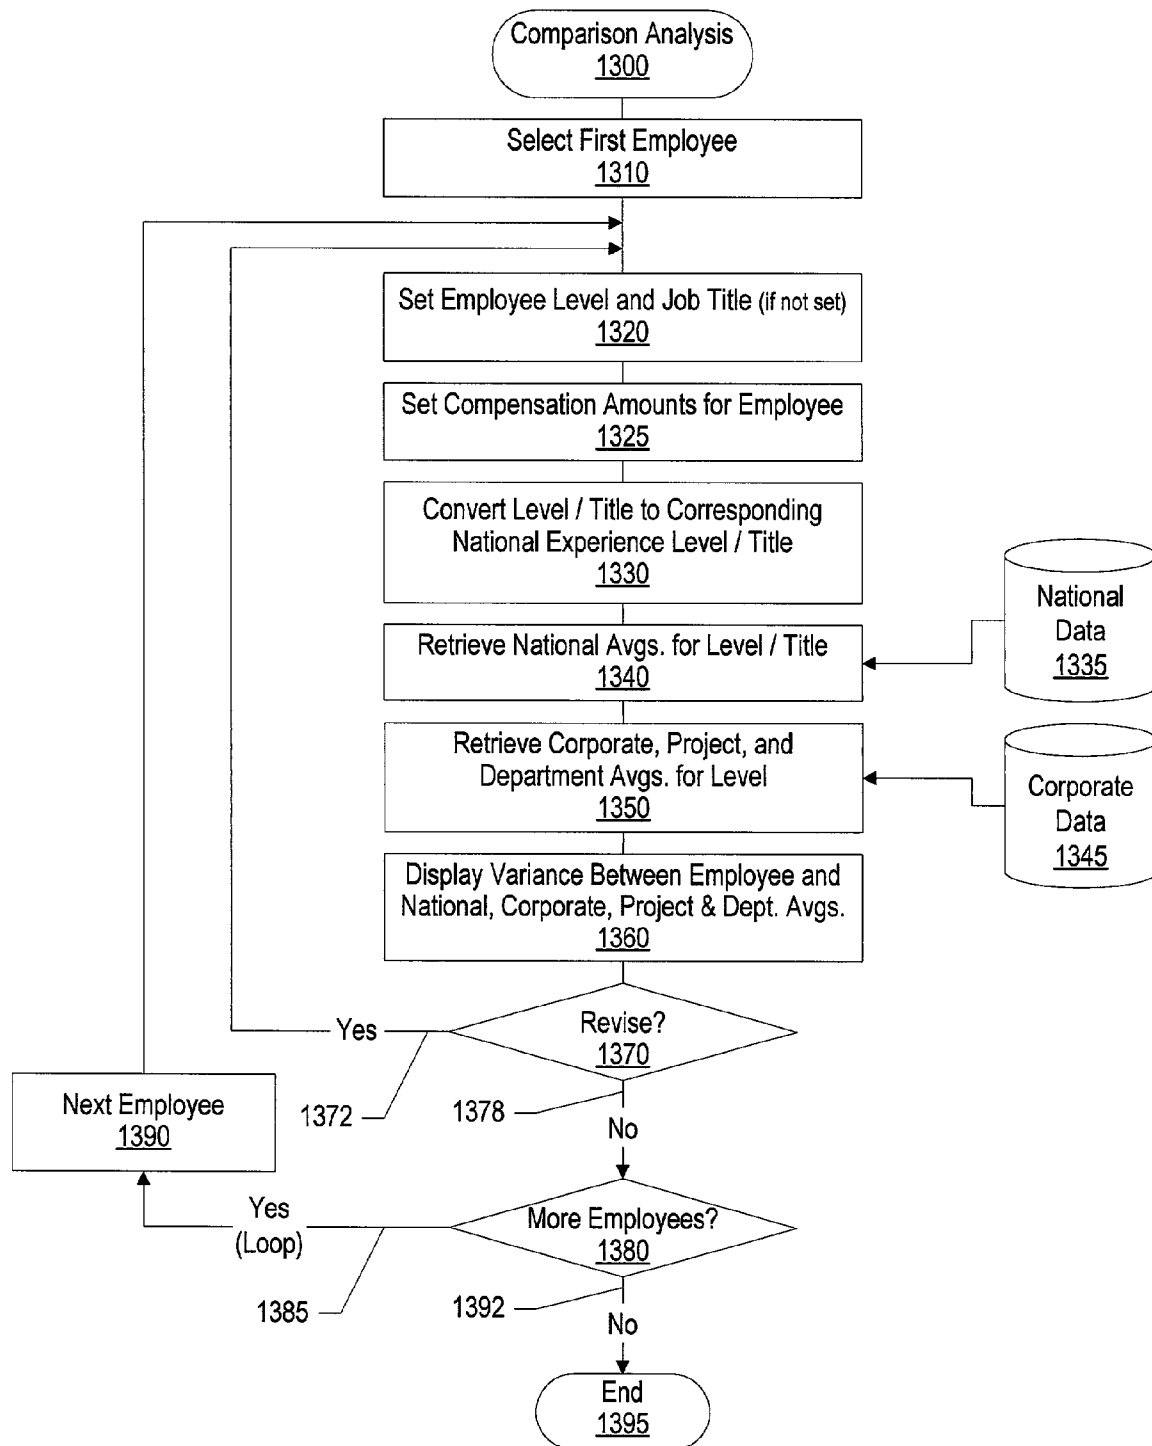 Comparison Analysis
1300
Select First Employee
1310
Set Employee Level and Job Title (if not set)
1320
Set Compensation Amounts for Employee
1325
Convert Level / Title to Corresponding
National Experience Level / Title
1330
National
Data
1335
Retrieve National Avgs. for Level / Title
1340
Retrieve Corporate, Project, and
Department Avgs. for Level
1350
Corporate
Data
1345
Display Variance Between Employee and
National, Corporate, Project & Dept. Avgs.
1360
Revise?
1370
Yes
1372
1378
No
Next Employee
1390
More Employees?
1380
Yes
(Loop)
1385
1392
No
End
1395